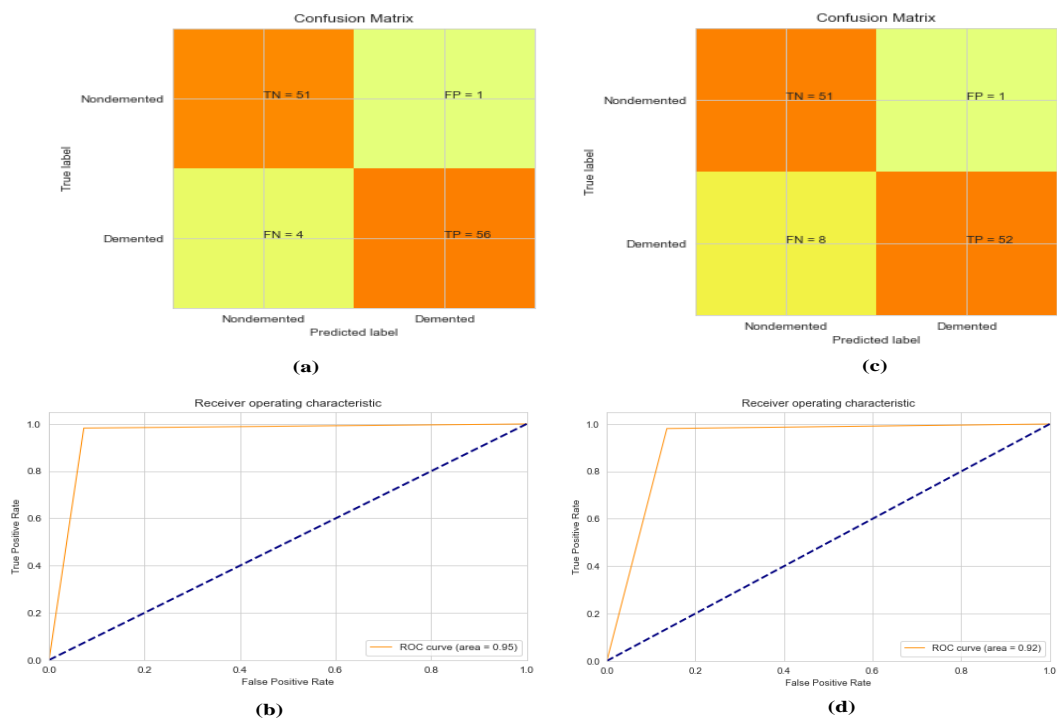 Confusion Matrix
Nondemented
TN = 51
FP = 1
True label
Demented
FN = 4
TP = 56
Nondemented
Demented
Predicted label
(a)
Confusion Matrix
Nondemented
TN = 51
FP = 1
True label
Demented
FN = 8
TP = 52
Nondemented
Demented
Predicted label
(c)
Receiver operating characteristic
1.0
0.8
0.6
0.4
0.2
0.0
True Positive Rate
ROC curve (area = 0.95)
0.0 0.2 0.4 0.6 0.8 1.0
False Positive Rate
(b)
Receiver operating characteristic
1.0
0.8
0.6
0.4
0.2
0.0
True Positive Rate
ROC curve (area = 0.92)
0.0 0.2 0.4 0.6 0.8 1.0
False Positive Rate
(d)